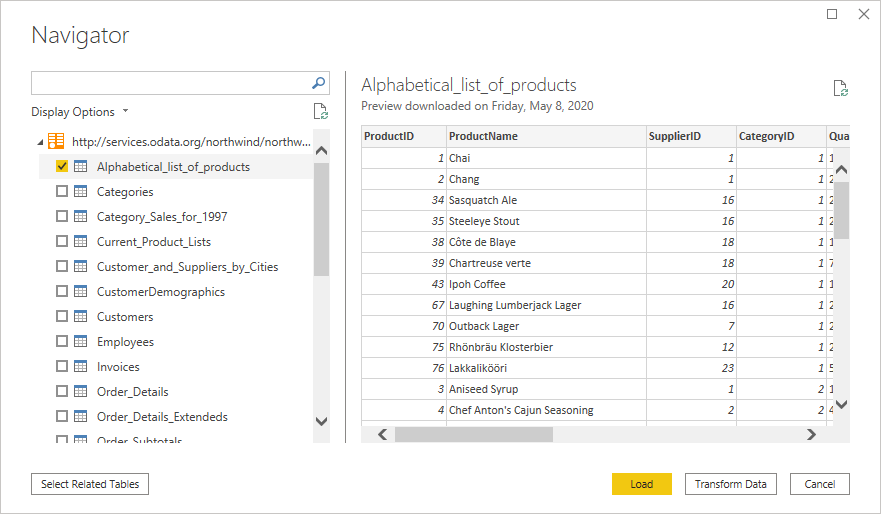 Navigator
Display Options
http://services.odata.org/northwind/northw...
Alphabetical_list_of_products
Categories
Category_Sales_for_1997
Current_Product_Lists
Customer_and_Suppliers_by_Cities
CustomerDemographics
Customers
Employees
Invoices
Order_Details
Order_Details_Extendeds
Order_Subtotals
Alphabetical_list_of_products
Preview downloaded on Friday, May 8, 2020
ProductID ProductName SupplierID CategoryID Qua
1 Chai 1 1 1
2 Chang 1 1 2
34 Sasquatch Ale 16 1 2
35 Steeleye Stout 16 1 2
38 Côte de Blaye 18 1 1
39 Chartreuse verte 18 1 7
43 Ipoh Coffee 20 1 1
67 Laughing Lumberjack Lager 16 1 2
70 Outback Lager 7 1 2
75 Rhönbräu Klosterbier 12 1 2
76 Lakkalikööri 23 1 5
3 Aniseed Syrup 1 2 1
4 Chef Anton's Cajun Seasoning 2 2 4
Select Related Tables
Load
Transform Data
Cancel